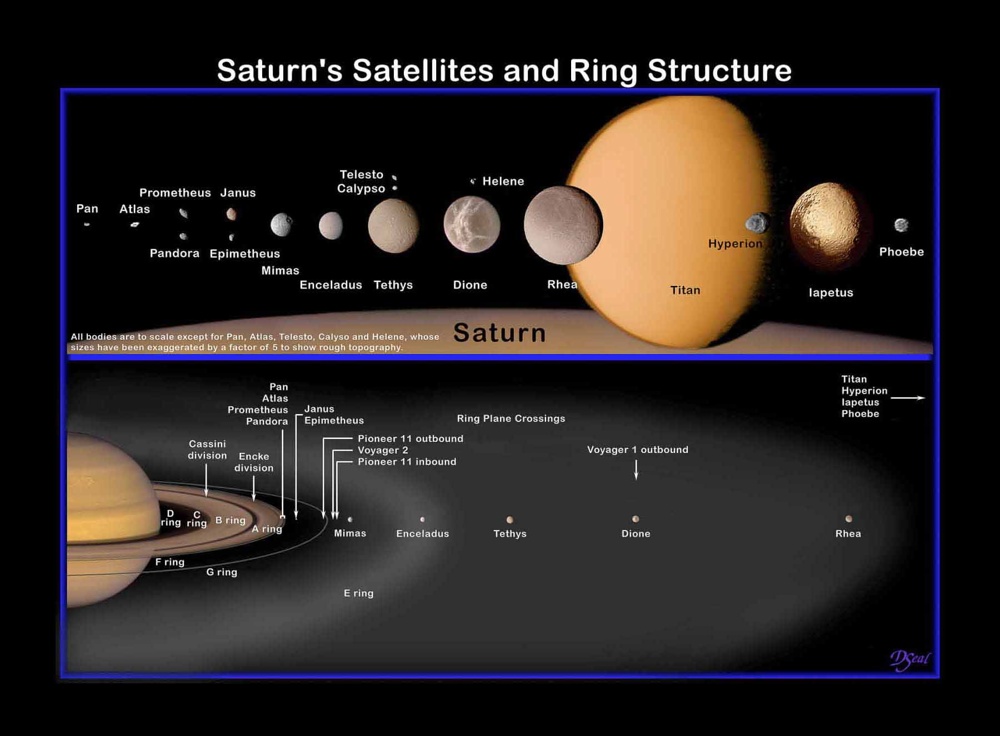 Saturn's Satellites and Ring Structure
Telesto
Calypso
Helene
Prometheus
Janus
Pan
Atlas
Hyperion
Phoebe
Pandora
Epimetheus
Mimas
Enceladus
Tethys
Dione
Rhea
Titan
Iapetus
Saturn
All bodies are to scale except for Pan, Atlas, Telesto, Calyso and Helene, whose
sizes have been exaggerated by a factor of 5 to show rough topography.
Pan
Atlas
Prometheus
Pandora
Janus
Epimetheus
Ring Plane Crossings
Titan
Hyperion
Iapetus
Phoebe
Pioneer 11 outbound
Voyager 2
Pioneer 11 inbound
Voyager 1 outbound
Cassini
division
Encke
division
D
ring
C
ring
B ring
A ring
Mimas
Enceladus
Tethys
Dione
Rhea
F ring
G ring
E ring
DSeal